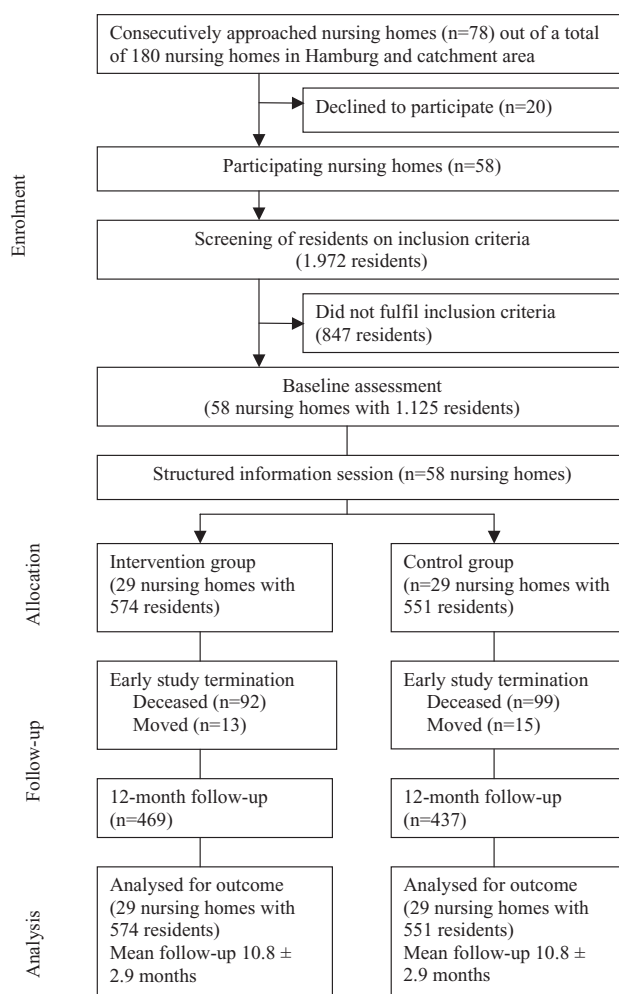 Consecutively approached nursing homes (n=78) out of a total
of 180 nursing homes in Hamburg and catchment area
Declined to participate (n=20)
Participating nursing homes (n=58)
Enrolment
Screening of residents on inclusion criteria
(1.972 residents)
Did not fulfil inclusion criteria
(847 residents)
Baseline assessment
(58 nursing homes with 1.125 residents)
Structured information session (n=58 nursing homes)
Allocation
Intervention group
(29 nursing homes with
574 residents)
Control group
(n=29 nursing homes with
551 residents)
Follow-up
Early study termination
Deceased (n=92)
Moved (n=13)
Early study termination
Deceased (n=99)
Moved (n=15)
12-month follow-up
(n=469)
12-month follow-up
(n=437)
Analysis
Analysed for outcome
(29 nursing homes with
574 residents)
Mean follow-up 10.8 ±
2.9 months
Analysed for outcome
(29 nursing homes with
551 residents)
Mean follow-up 10.8 ±
2.9 months